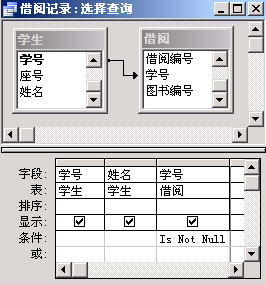 借阅记录:选择查询
学生
学号
座号
姓名
借阅
借阅编号
学号
图书编号
字段: 学号 姓名 学号
表: 学生 学生 借阅
排序:
显示:
条件: Is Not Null
或: